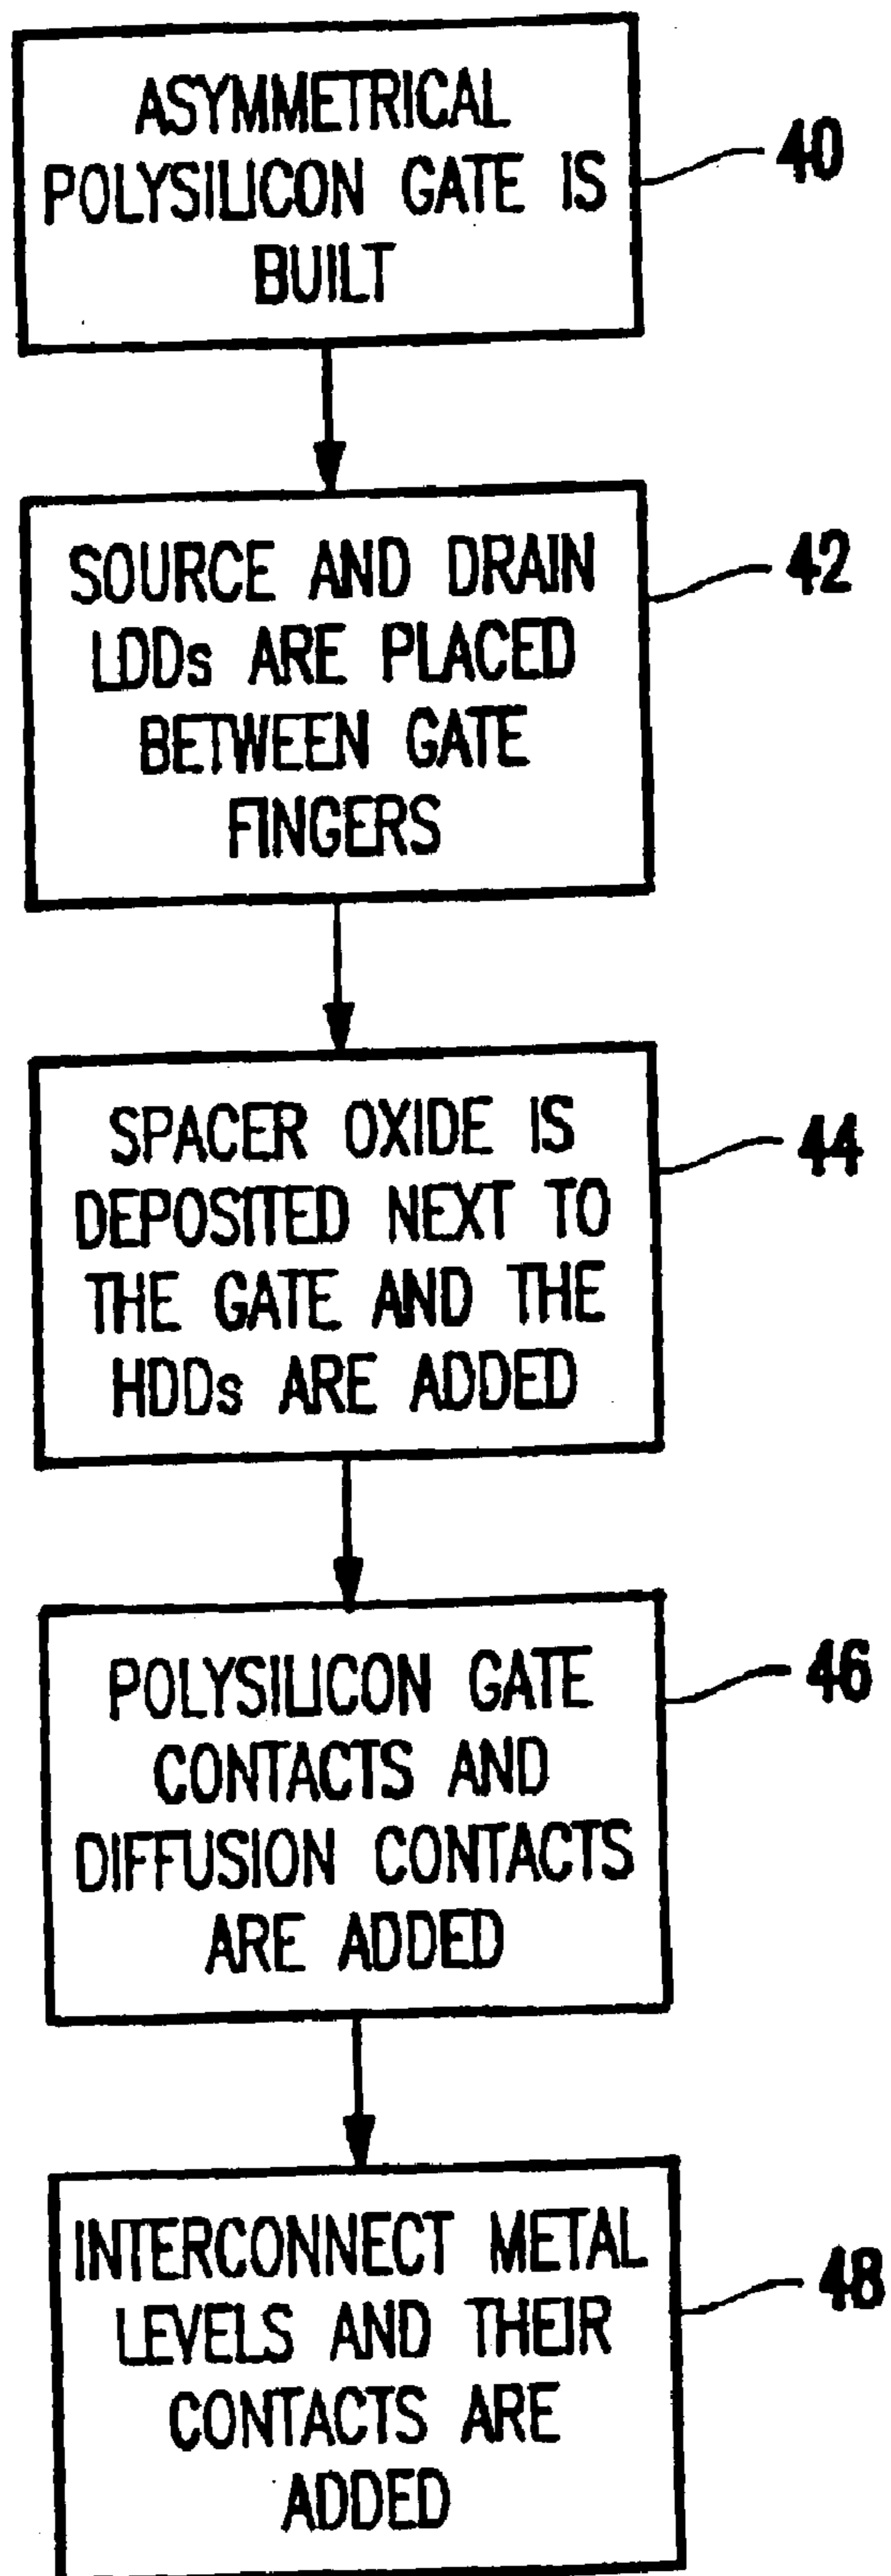 ASYMMETRICAL
POLYSILICON GATE IS
BUILT
40
SOURCE AND DRAIN
LDDs ARE PLACED
BETWEEN GATE
FINGERS
42
SPACER OXIDE IS
DEPOSITED NEXT TO
THE GATE AND THE
HDDs ARE ADDED
44
POLYSILICON GATE
CONTACTS AND
DIFFUSION CONTACTS
ARE ADDED
46
INTERCONNECT METAL
LEVELS AND THEIR
CONTACTS ARE
ADDED
48